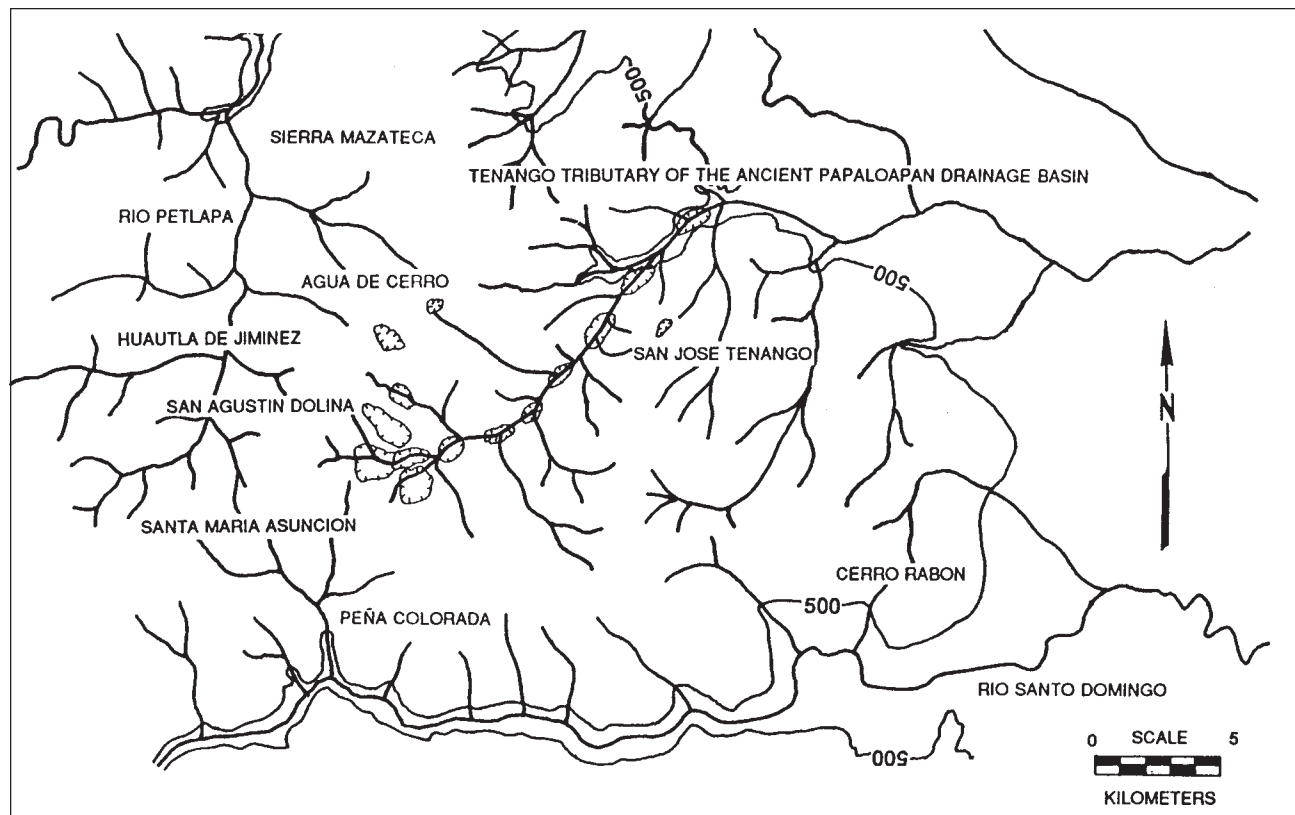 500
SIERRA MAZATECA
TENANGO TRIBUTARY OF THE ANCIENT PAPALOAPAN DRAINAGE BASIN
RIO PETLAPA
AGUA DE CERRO
500
HUAUTLA DE JIMINEZ
SAN JOSE TENANGO
SAN AGUSTIN DOLINA
N
SANTA MARIA ASUNCION
CERRO RABON
500
PEÑA COLORADA
RIO SANTO DOMINGO
500
0 SCALE 5
KILOMETERS